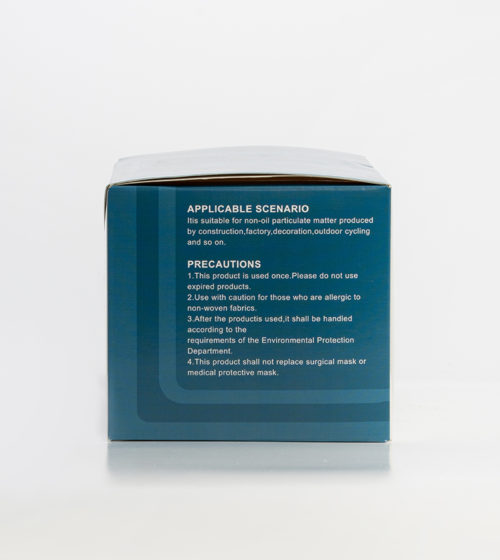 APPLICABLE SCENARIO
Itis suitable for non-oil particulate matter produced
by construction,factory,decoration,outdoor cycling
and so on.
PRECAUTIONS
1.This product is used once.Please do not use
expired products.
2.Use with caution for those who are allergic to
non-woven fabrics.
3.After the productis used,it shall be handled
according to the
requirements of the Environmental Protection
Department.
4.This product shall not replace surgical mask or
medical protective mask.